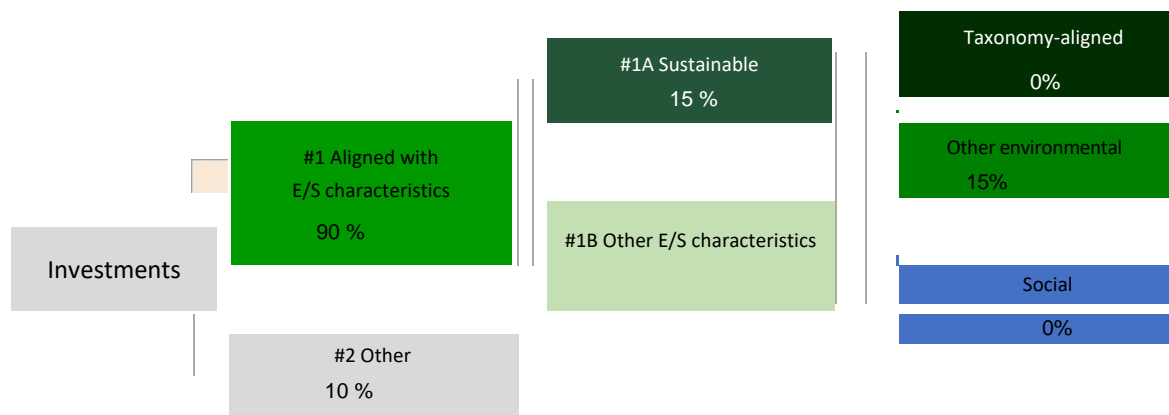 Investments
#1 Aligned with
E/S characteristics
90 %
#2 Other
10 %
#1A Sustainable
15 %
#1B Other E/S characteristics
Taxonomy-aligned
0%
Other environmental
15%
Social
0%